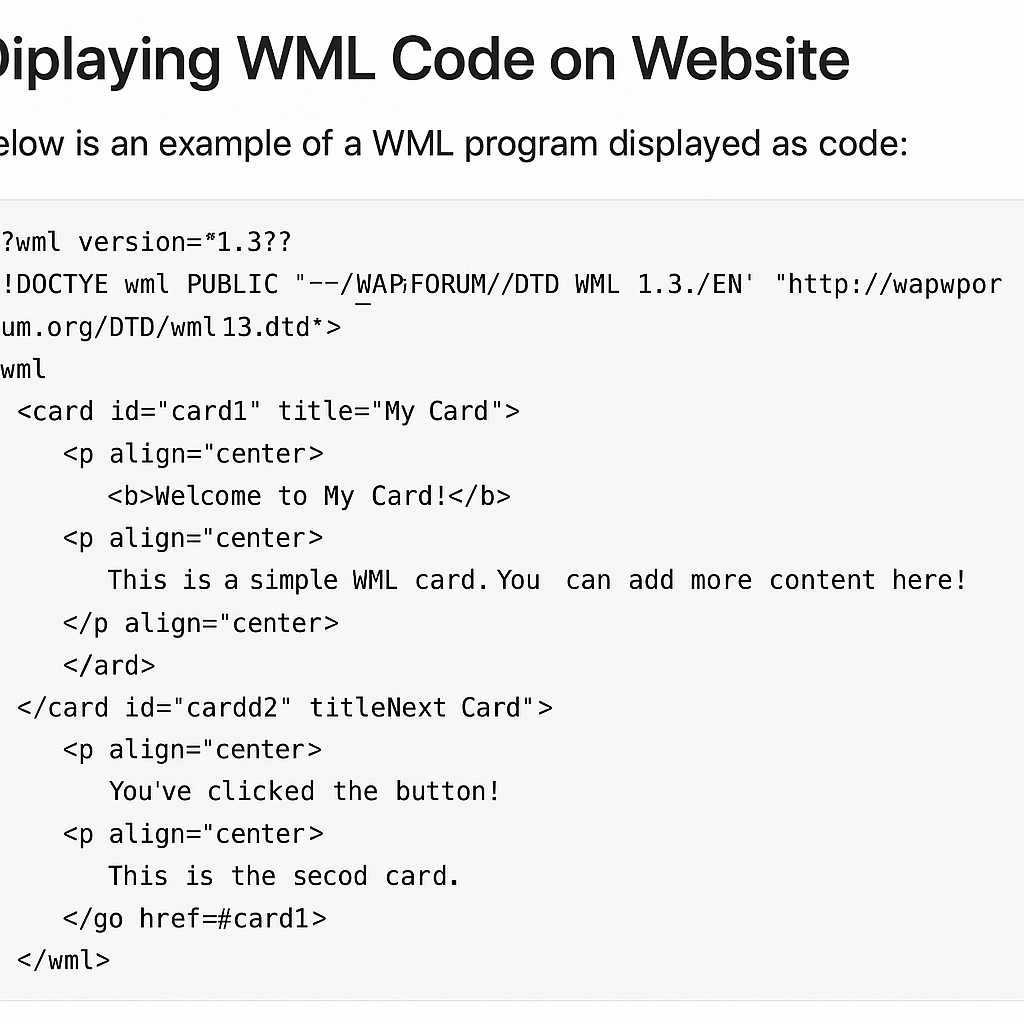 Diplaying WML Code on Website
elow is an example of a WML program displayed as code:
?wml version="1.3??
!DOCTYE wml PUBLIC "--/WAP;FORUM//DTD WML 1.3./EN' "http://wapwpor
um.org/DTD/wml13.dtd*>
wml
<card id="card1" title="My Card">
<p align="center>
<b>Welcome to My Card!</b>
<p align="center>
This is a simple WML card. You can add more content here!
</p align="center>
</ard>
</card id="cardd2" titleNext Card">
<p align="center>
You've clicked the button!
<p align="center>
This is the secod card.
</go href=#card1>
</wml>